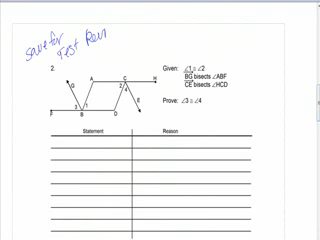 Save for
Test Rev
2.
Given: ∠1 ≅ ∠2
BG bisects ∠ABF
CE bisects ∠HCD
Prove: ∠3 ≅ ∠4
A C H
2 4
G
3 1 E
F B D
Statement Reason